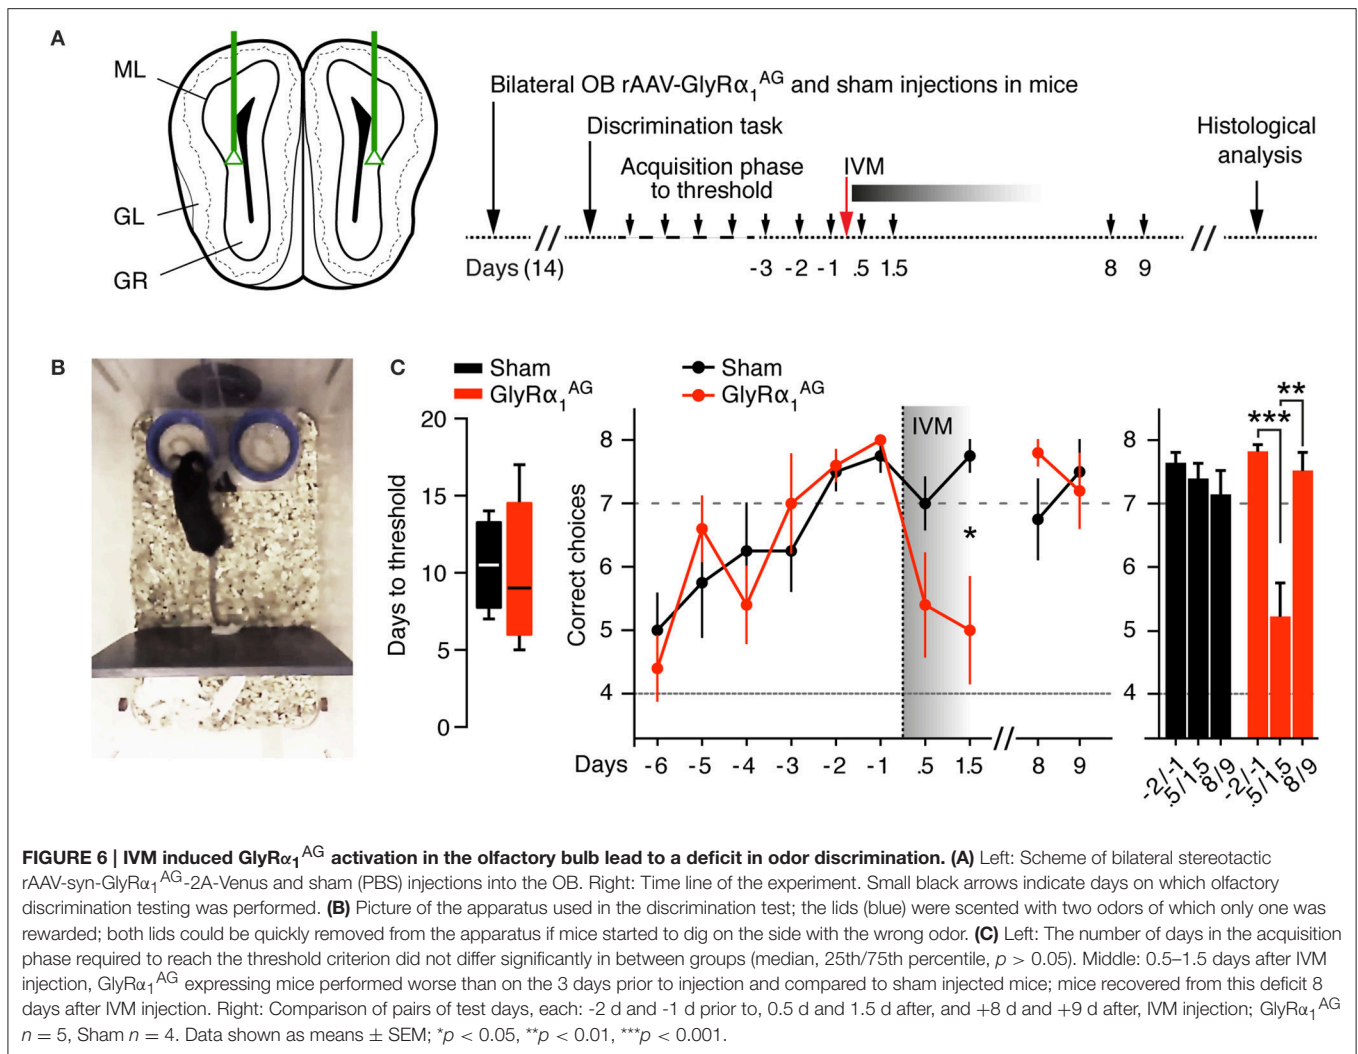 A
ML
GL
GR
Bilateral OB rAAV-GlyRα₁ᴬᴳ and sham injections in mice
Discrimination task
Acquisition phase
to threshold
IVM
Histological
analysis
Days (14)
-3 -2 -1 .5 1.5 8 9
B
C
Sham
GlyRα₁ᴬᴳ
Days to threshold
20
15
10
5
0
Sham
GlyRα₁ᴬᴳ
Correct choices
8
7
6
5
4
IVM
*
Days -6 -5 -4 -3 -2 -1 .5 1.5 8 9
***
**
8
7
6
5
4
-2/-1
.5/1.5
8/9
-2/-1
.5/1.5
8/9
FIGURE 6 | IVM induced GlyRα₁ᴬᴳ activation in the olfactory bulb lead to a deficit in odor discrimination. (A) Left: Scheme of bilateral stereotactic
rAAV-syn-GlyRα₁ᴬᴳ-2A-Venus and sham (PBS) injections into the OB. Right: Time line of the experiment. Small black arrows indicate days on which olfactory
discrimination testing was performed. (B) Picture of the apparatus used in the discrimination test; the lids (blue) were scented with two odors of which only one was
rewarded; both lids could be quickly removed from the apparatus if mice started to dig on the side with the wrong odor. (C) Left: The number of days in the acquisition
phase required to reach the threshold criterion did not differ significantly in between groups (median, 25th/75th percentile, p > 0.05). Middle: 0.5–1.5 days after IVM
injection, GlyRα₁ᴬᴳ expressing mice performed worse than on the 3 days prior to injection and compared to sham injected mice; mice recovered from this deficit 8
days after IVM injection. Right: Comparison of pairs of test days, each: -2 d and -1 d prior to, 0.5 d and 1.5 d after, and +8 d and +9 d after, IVM injection; GlyRα₁ᴬᴳ
n = 5, Sham n = 4. Data shown as means ± SEM; *p < 0.05, **p < 0.01, ***p < 0.001.